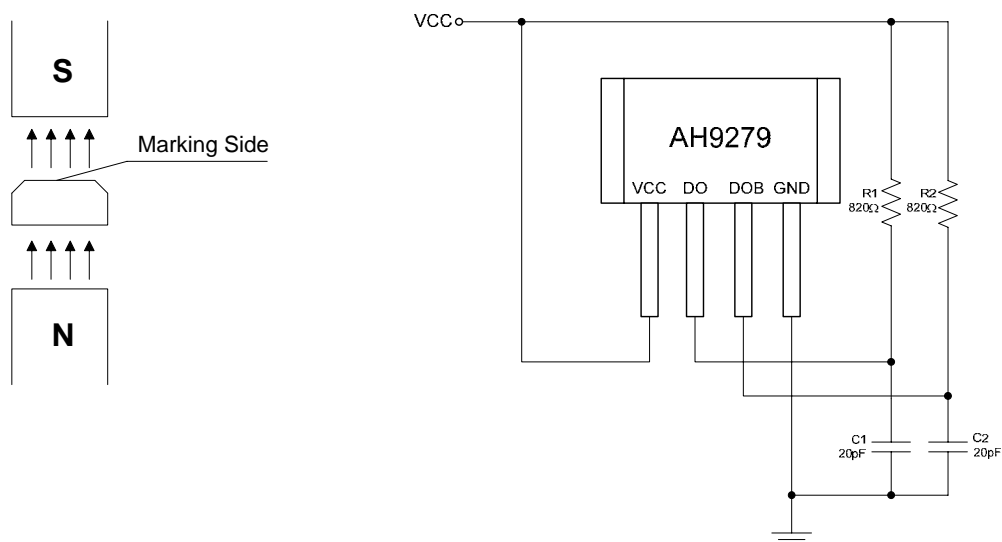 S
Marking Side
N
VCC
AH9279
VCC DO DOB GND
R1
820Ω
R2
820Ω
C1
20pF
C2
20pF